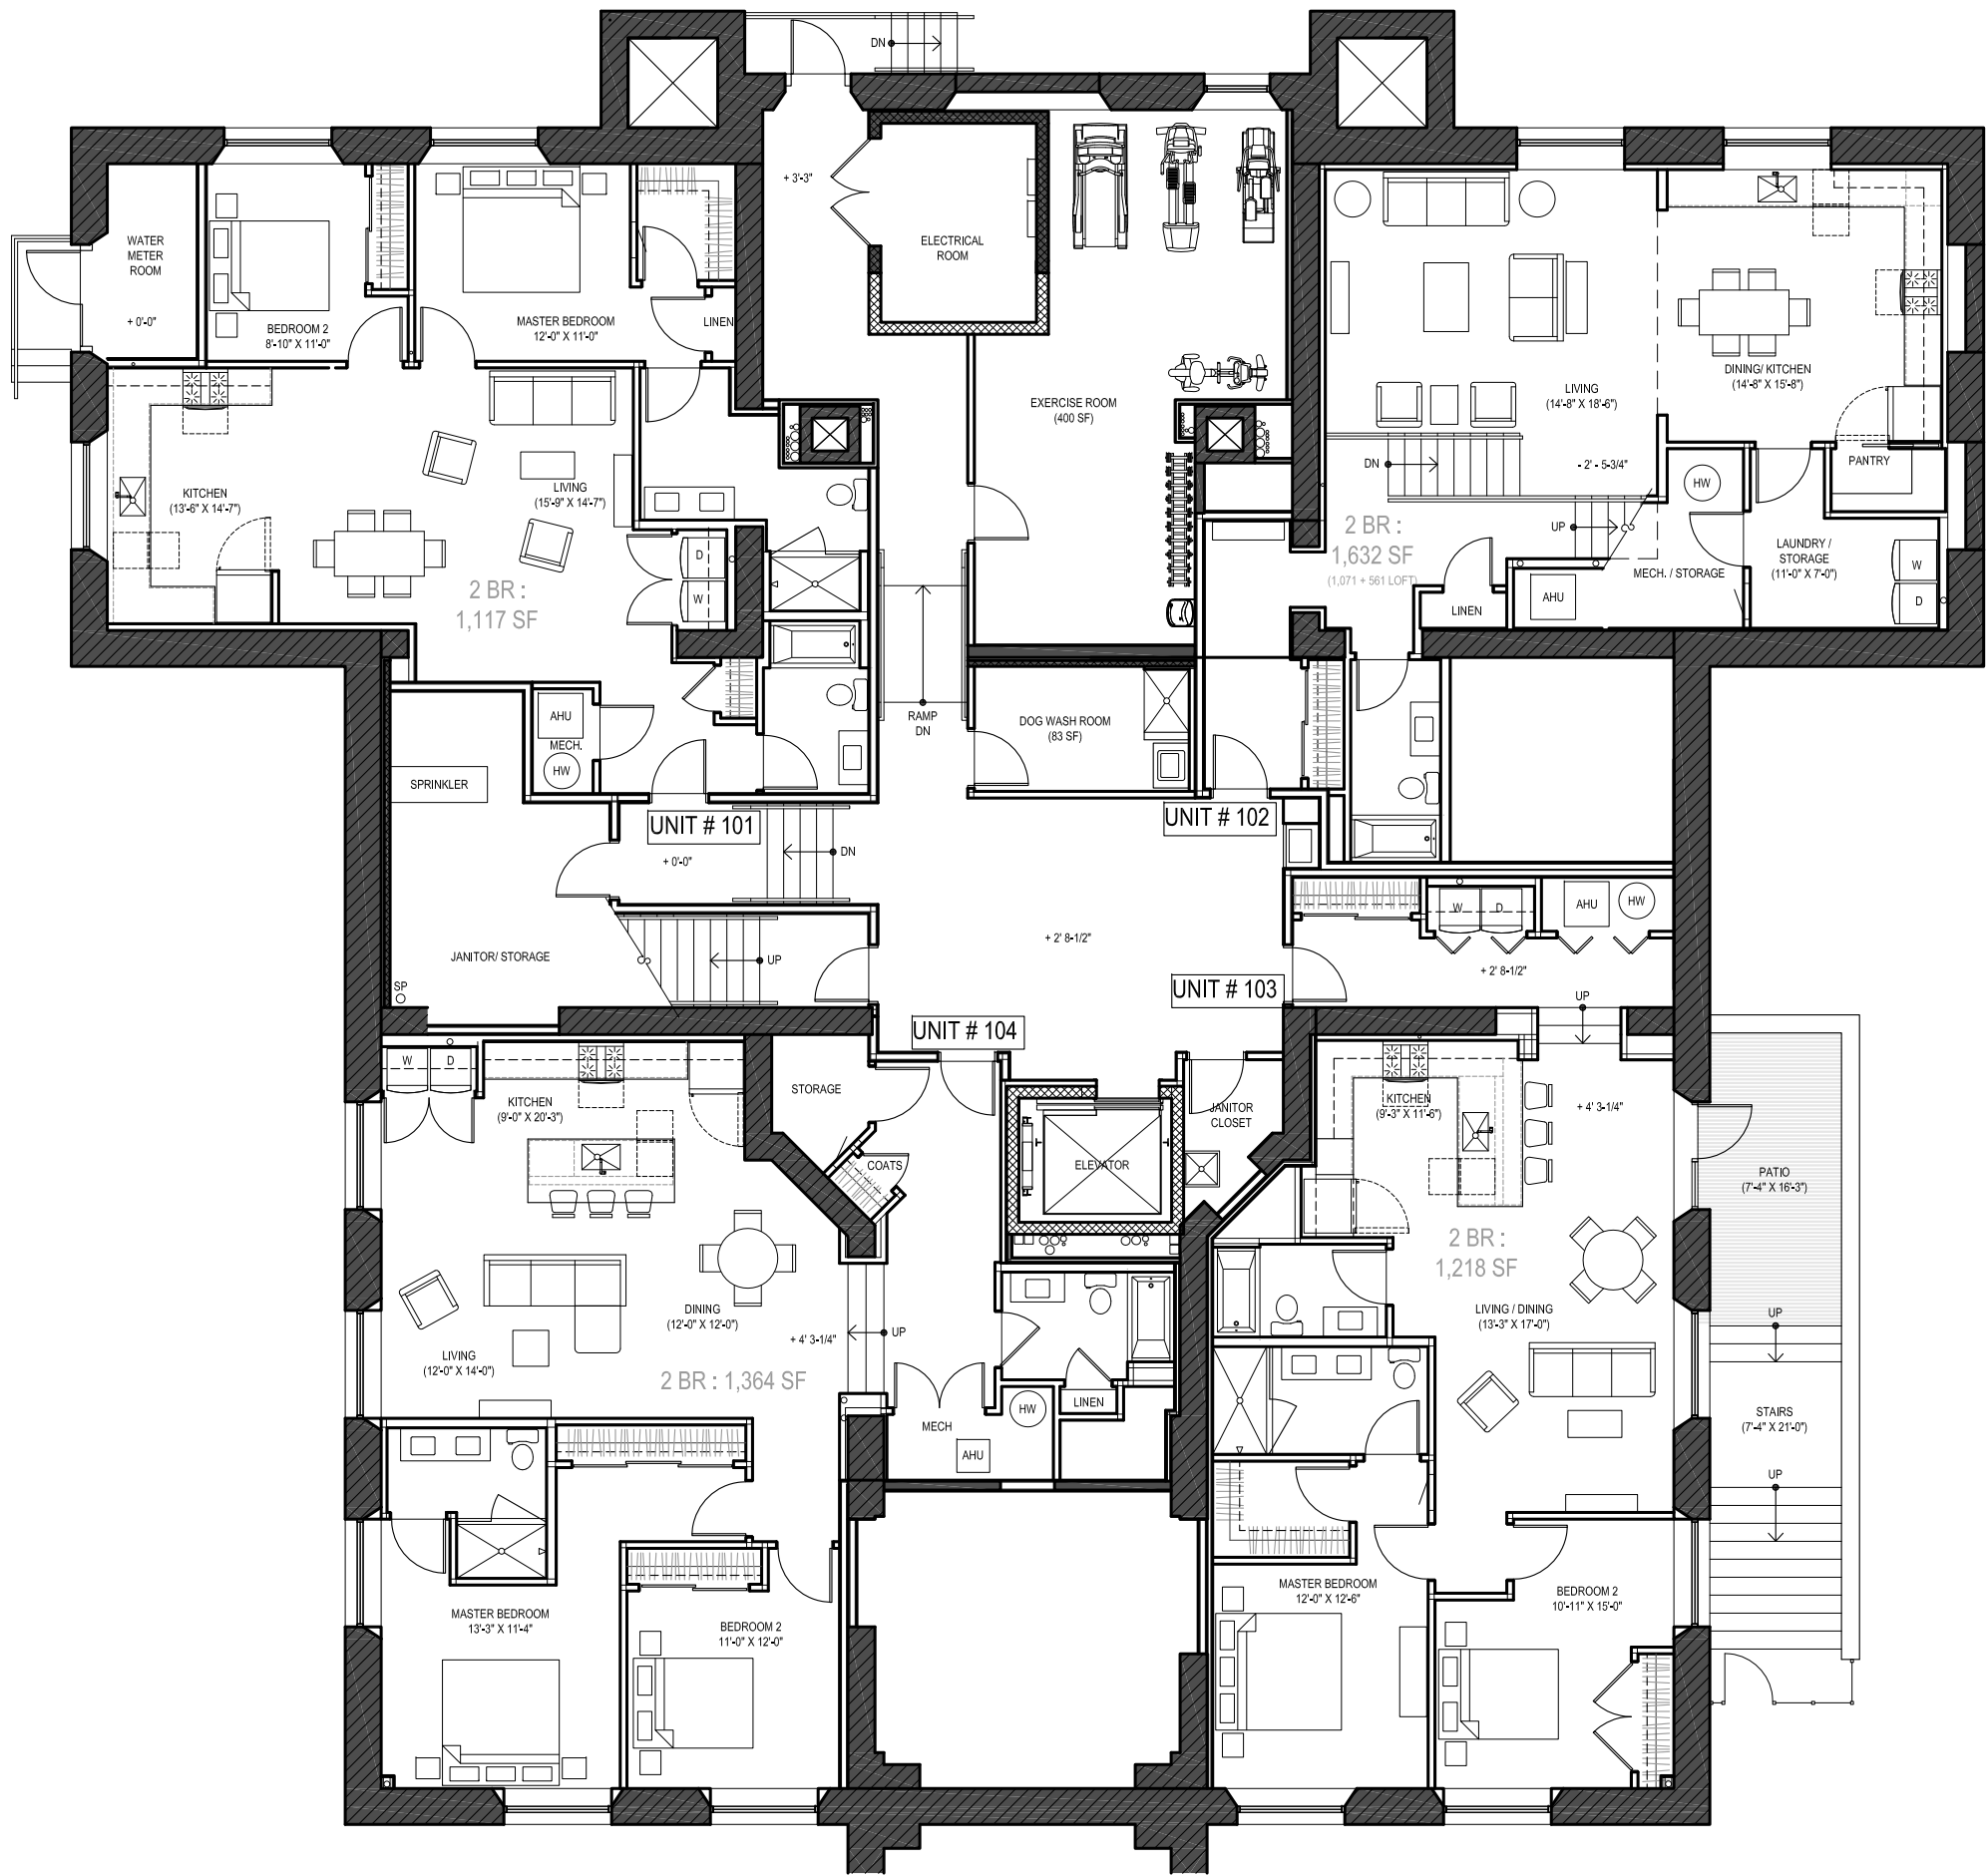 DN
+ 3'-3"
ELECTRICAL
ROOM
WATER
METER
ROOM
+ 0'-0"
BEDROOM 2
8'-10" X 11'-0"
MASTER BEDROOM
12'-0" X 11'-0"
LINEN
EXERCISE ROOM
(400 SF)
LIVING
(14'-8" X 18'-6")
DINING/ KITCHEN
(14'-8" X 15'-8")
DN
- 2' - 5-3/4"
PANTRY
HW
UP
KITCHEN
(13'-6" X 14'-7")
LIVING
(15'-9" X 14'-7")
D
W
2 BR :
1,117 SF
2 BR :
1,632 SF
(1,071 + 561 LOFT)
LAUNDRY /
STORAGE
(11'-0" X 7'-0")
W
D
MECH. / STORAGE
AHU
LINEN
AHU
MECH.
HW
RAMP
DN
DOG WASH ROOM
(83 SF)
SPRINKLER
UNIT # 101
UNIT # 102
+ 0'-0"
DN
W
D
AHU
HW
JANITOR/ STORAGE
UP
+ 2' 8-1/2"
+ 2' 8-1/2"
SP
UNIT # 103
UP
UNIT # 104
W
D
KITCHEN
(9'-0" X 20'-3")
STORAGE
COATS
ELEVATOR
JANITOR
CLOSET
KITCHEN
(9'-3" X 11'-6")
+ 4' 3-1/4"
PATIO
(7'-4" X 16'-3")
2 BR :
1,218 SF
LIVING / DINING
(13'-3" X 17'-0")
UP
DINING
(12'-0" X 12'-0")
+ 4' 3-1/4"
UP
LIVING
(12'-0" X 14'-0")
2 BR : 1,364 SF
MECH
HW
LINEN
AHU
STAIRS
(7'-4" X 21'-0")
UP
MASTER BEDROOM
13'-3" X 11'-4"
BEDROOM 2
11'-0" X 12'-0"
MASTER BEDROOM
12'-0" X 12'-6"
BEDROOM 2
10'-11" X 15'-0"